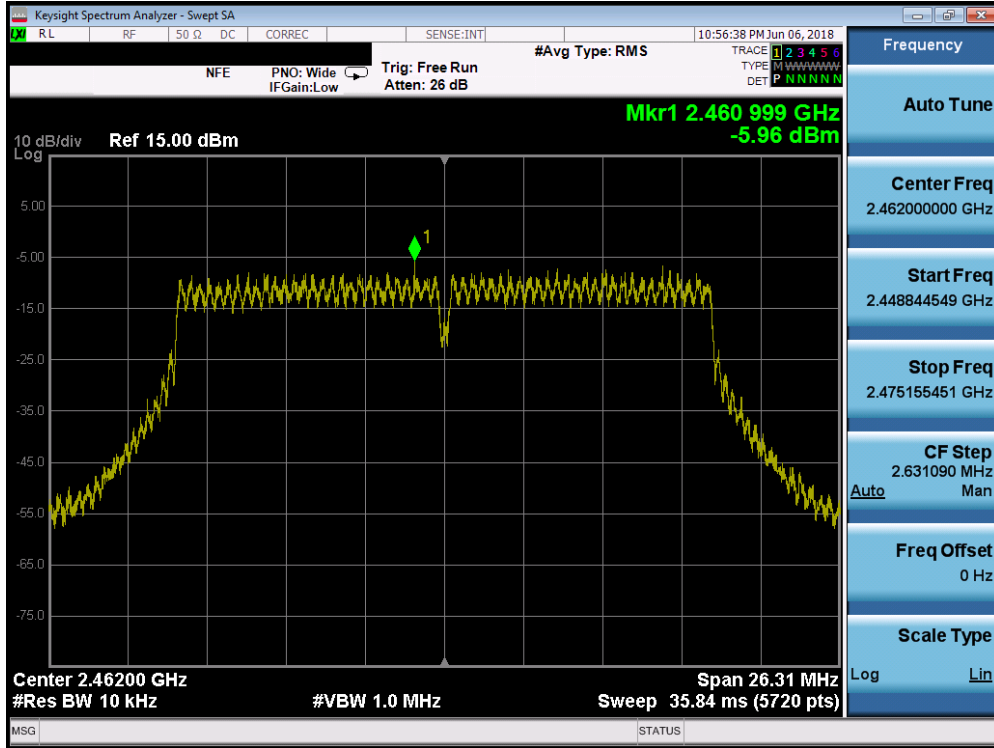 Keysight Spectrum Analyzer - Swept SA
LXI RL RF 50 Ω DC CORREC SENSE:INT 10:56:38 PM Jun 06, 2018
NFE PNO: Wide Trig: Free Run #Avg Type: RMS TRACE 1 2 3 4 5 6
IFGain:Low Atten: 26 dB TYPE MWWWWW
DET P N N N N N
Mkr1 2.460 999 GHz
-5.96 dBm
10 dB/div Ref 15.00 dBm
Log
5.00
-5.00
-15.0
-25.0
-35.0
-45.0
-55.0
-65.0
-75.0
1
Center 2.46200 GHz Span 26.31 MHz
#Res BW 10 kHz #VBW 1.0 MHz Sweep 35.84 ms (5720 pts)
MSG STATUS
Frequency
Auto Tune
Center Freq
2.462000000 GHz
Start Freq
2.448844549 GHz
Stop Freq
2.475155451 GHz
CF Step
2.631090 MHz
Auto Man
Freq Offset
0 Hz
Scale Type
Log Lin